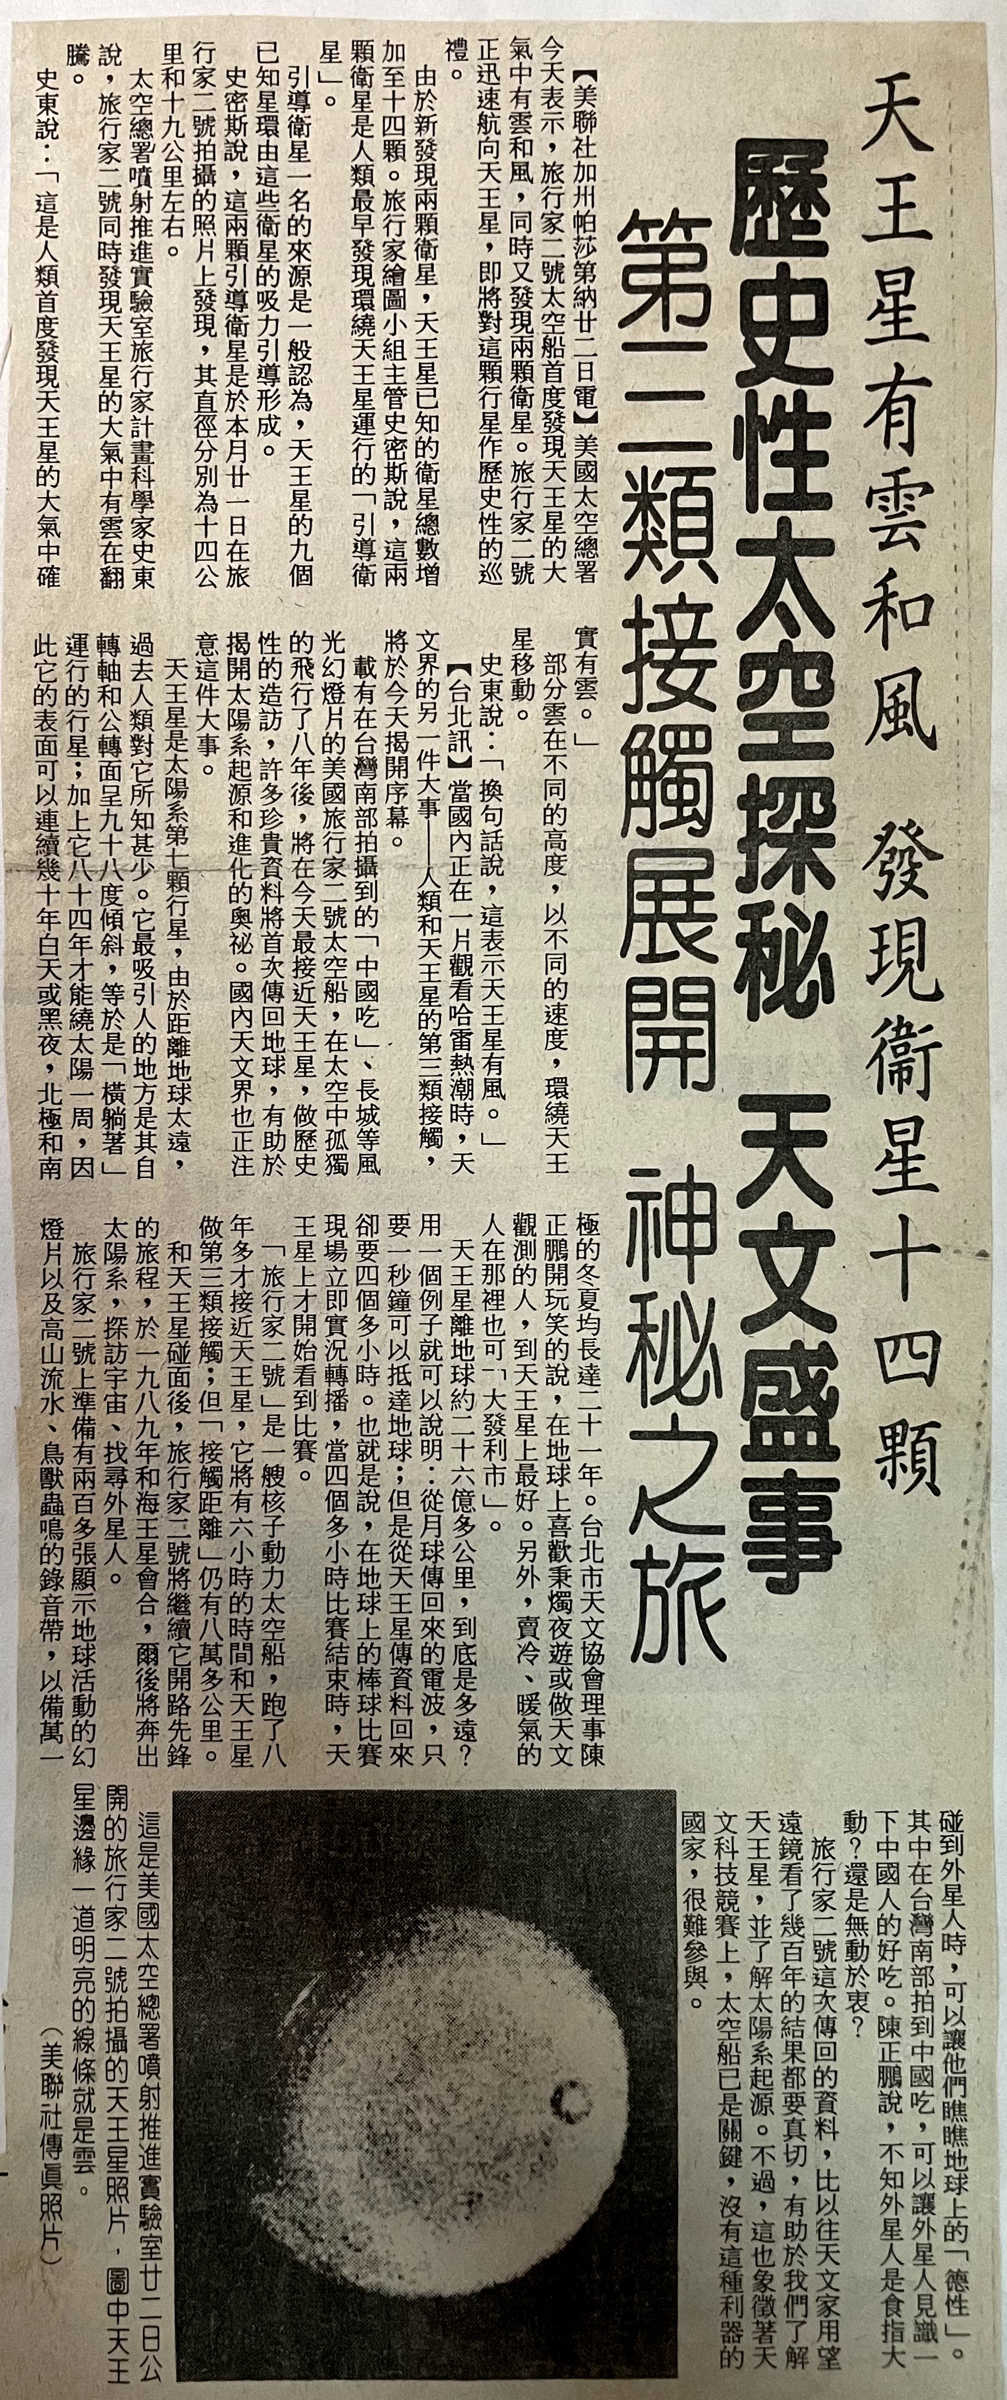 天王星有雲和風　發現衞星十四顆
歷史性太空探秘　天文盛事
第三類接觸展開　神秘之旅
【美聯社加州帕莎第納廿二日電】美國太空總署
今天表示，旅行家二號太空船首度發現天王星的大
氣中有雲和風，同時又發現兩顆衛星。旅行家二號
正迅速航向天王星，即將對這顆行星作歷史性的巡
禮。
由於新發現兩顆衛星，天王星已知的衛星總數增
加至十四顆。旅行家繪圖小組主管史密斯說，這兩
顆衛星是人類最早發現環繞天王星運行的「引導衛
星」。
引導衛星一名的來源是一般認為，天王星的九個
已知星環由這些衛星的吸力引導形成。
史密斯說，這兩顆引導衛星是於本月廿一日在旅
行家二號拍攝的照片上發現，其直徑分別為十四公
里和十九公里左右。
太空總署噴射推進實驗室旅行家計畫科學家史東
說，旅行家二號同時發現天王星的大氣中有雲在翻
騰。
史東說：「這是人類首度發現天王星的大氣中確
實有雲。」
部分雲在不同的高度，以不同的速度，環繞天王
星移動。
史東說：「換句話說，這表示天王星有風。」
【台北訊】當國內正在一片觀看哈雷熱潮時，天
文界的另一件大事——人類和天王星的第三類接觸，
將於今天揭開序幕。
載有在台灣南部拍攝到的「中國吃」、長城等風
光幻燈片的美國旅行家二號太空船，在太空中孤獨
的飛行了八年後，將在今天最接近天王星，做歷史
性的造訪，許多珍貴資料將首次傳回地球，有助於
揭開太陽系起源和進化的奧祕。國內天文界也正注
意這件大事。
天王星是太陽系第七顆行星，由於距離地球太遠，
過去人類對它所知甚少。它最吸引人的地方是其自
轉軸和公轉面呈九十八度傾斜，等於是「橫躺著」
運行的行星；加上它八十四年才能繞太陽一周，因
此它的表面可以連續幾十年白天或黑夜，北極和南
極的冬夏均長達二十一年。台北市天文協會理事陳
正鵬開玩笑的說，在地球上喜歡秉燭夜遊或做天文
觀測的人，到天王星上最好。另外，賣冷、暖氣的
人在那裡也可「大發利市」。
天王星離地球約二十六億多公里，到底是多遠？
用一個例子就可以說明：從月球傳回來的電波，只
要一秒鐘可以抵達地球；但是從天王星傳資料回來
卻要四個多小時。也就是說，在地球上的棒球比賽
現場立即實況轉播，當四個多小時比賽結束時，天
王星上才開始看到比賽。
「旅行家二號」是一艘核子動力太空船，跑了八
年多才接近天王星，它將有六小時的時間和天王星
做第三類接觸；但「接觸距離」仍有八萬多公里。
和天王星碰面後，旅行家二號將繼續它開路先鋒
的旅程，於一九八九年和海王星會合，爾後將奔出
太陽系，探訪宇宙、找尋外星人。
旅行家二號上準備有兩百多張顯示地球活動的幻
燈片以及高山流水、鳥獸蟲鳴的錄音帶，以備萬一
碰到外星人時，可以讓他們瞧瞧地球上的「德性」。
其中在台灣南部拍到中國吃，可以讓外星人見識一
下中國人的好吃。陳正鵬說，不知外星人是食指大
動？還是無動於衷？
旅行家二號這次傳回的資料，比以往天文家用望
遠鏡看了幾百年的結果都要真切，有助於我們了解
天王星，並了解太陽系起源。不過，這也象徵著天
文科技競賽上，太空船已是關鍵，沒有這種利器的
國家，很難參與。
這是美國太空總署噴射推進實驗室廿二日公
開的旅行家二號拍攝的天王星照片，圖中天王
星邊緣一道明亮的線條就是雲。
（美聯社傳眞照片）